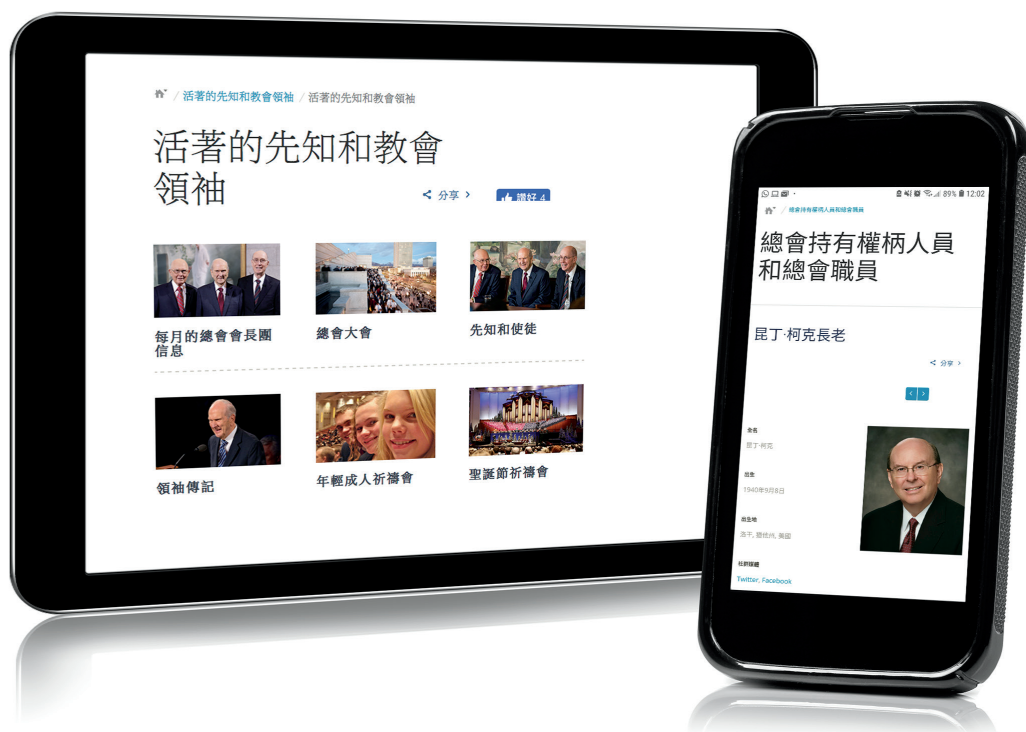 / 活著的先知和教會領袖 / 活著的先知和教會領袖
活著的先知和教會
領袖
分享
讚好 4
每月的總會會長團
信息
總會大會
先知和使徒
領袖傳記
年輕成人祈禱會
聖誕節祈禱會
89% 12:02
/ 總會持有權柄人員和總會職員
總會持有權柄人員
和總會職員
昆丁·柯克長老
分享
全名
昆丁·柯克
出生
1940年9月8日
出生地
洛干, 猶他州, 美國
社群媒體
Twitter, Facebook